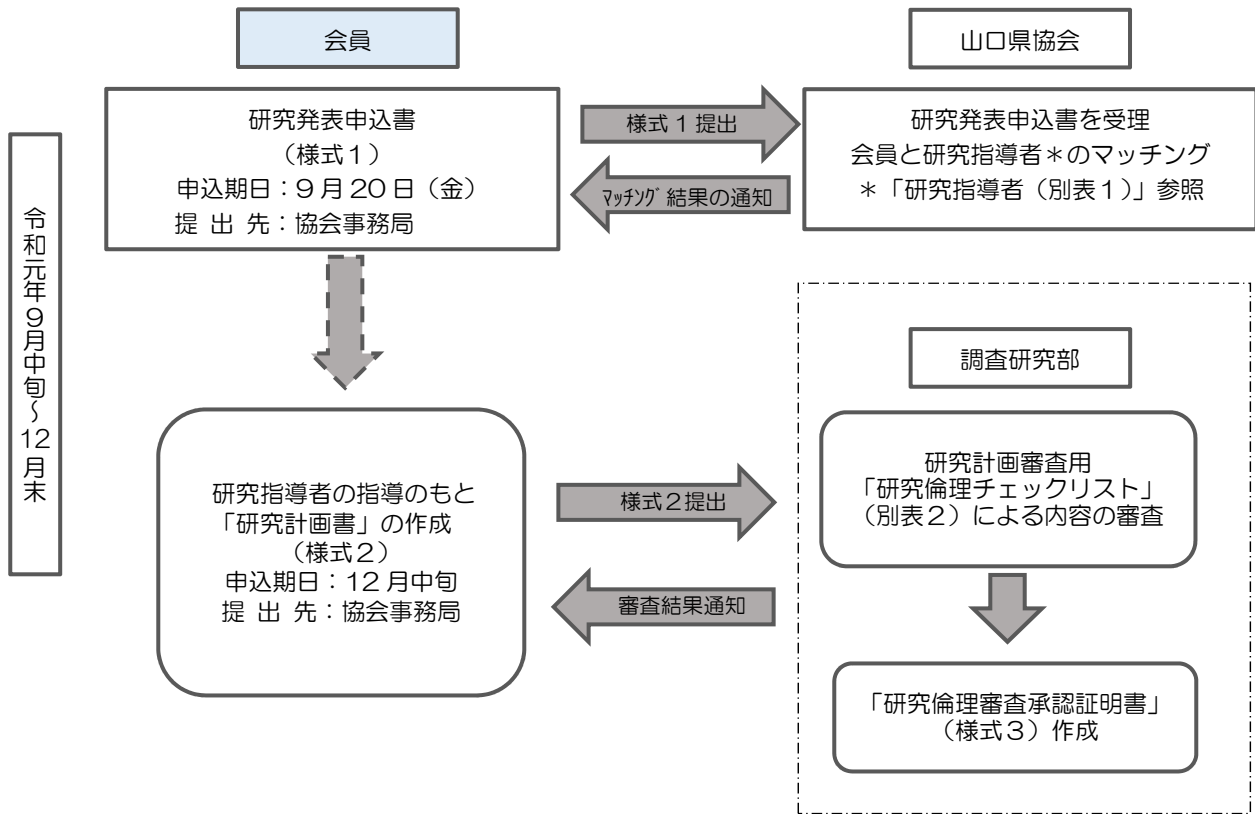 会員
山口県協会
研究発表申込書
（様式１）
申込期日：９月20日（金）
提 出 先：協会事務局
様式１提出
ﾏｯﾁﾝｸﾞ結果の通知
研究発表申込書を受理
会員と研究指導者＊のマッチング
＊「研究指導者（別表１）」参照
令和元年９月中旬～12月末
調査研究部
研究指導者の指導のもと
「研究計画書」の作成
（様式２）
申込期日：12月中旬
提 出 先：協会事務局
様式２提出
審査結果通知
研究計画審査用
「研究倫理チェックリスト」
（別表２）による内容の審査
「研究倫理審査承認証明書」
（様式３）作成